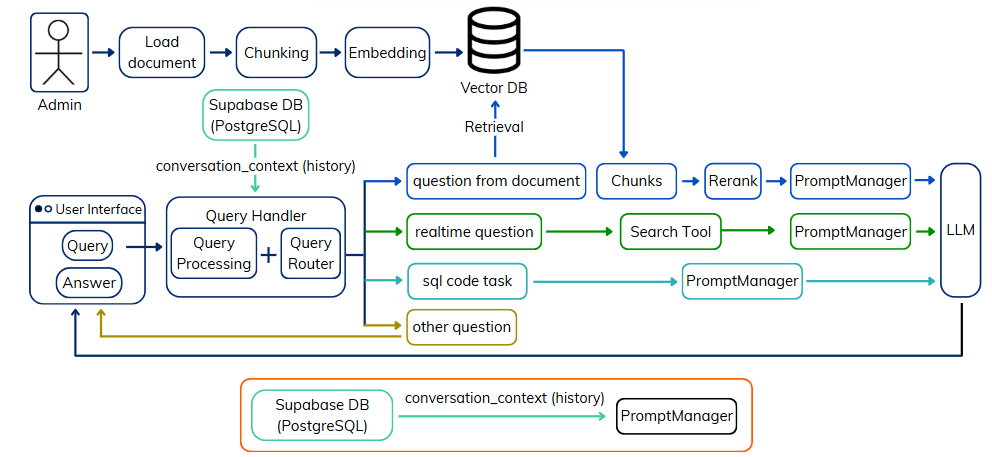 Load
document
Chunking
Embedding
Admin
Vector DB
Supabase DB
(PostgreSQL)
Retrieval
conversation_context (history)
question from document
Chunks
Rerank
PromptManager
User Interface
Query
Answer
Query Handler
Query
Processing
+
Query
Router
realtime question
Search Tool
PromptManager
LLM
sql code task
PromptManager
other question
Supabase DB
(PostgreSQL)
conversation_context (history)
PromptManager